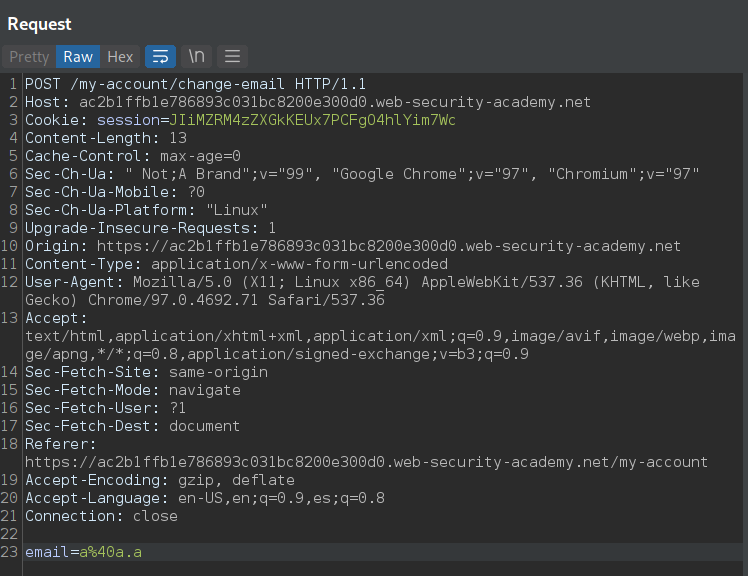 Request
Pretty Raw Hex \n
1 POST /my-account/change-email HTTP/1.1
2 Host: ac2b1ffb1e786893c031bc8200e300d0.web-security-academy.net
3 Cookie: session=JIiMZRM4zZXGkKEUx7PCFgO4hlYim7Wc
4 Content-Length: 13
5 Cache-Control: max-age=0
6 Sec-Ch-Ua: " Not;A Brand";v="99", "Google Chrome";v="97", "Chromium";v="97"
7 Sec-Ch-Ua-Mobile: ?0
8 Sec-Ch-Ua-Platform: "Linux"
9 Upgrade-Insecure-Requests: 1
10 Origin: https://ac2b1ffb1e786893c031bc8200e300d0.web-security-academy.net
11 Content-Type: application/x-www-form-urlencoded
12 User-Agent: Mozilla/5.0 (X11; Linux x86_64) AppleWebKit/537.36 (KHTML, like
Gecko) Chrome/97.0.4692.71 Safari/537.36
13 Accept:
text/html,application/xhtml+xml,application/xml;q=0.9,image/avif,image/webp,ima
ge/apng,*/*;q=0.8,application/signed-exchange;v=b3;q=0.9
14 Sec-Fetch-Site: same-origin
15 Sec-Fetch-Mode: navigate
16 Sec-Fetch-User: ?1
17 Sec-Fetch-Dest: document
18 Referer:
https://ac2b1ffb1e786893c031bc8200e300d0.web-security-academy.net/my-account
19 Accept-Encoding: gzip, deflate
20 Accept-Language: en-US,en;q=0.9,es;q=0.8
21 Connection: close
22
23 email=a%40a.a